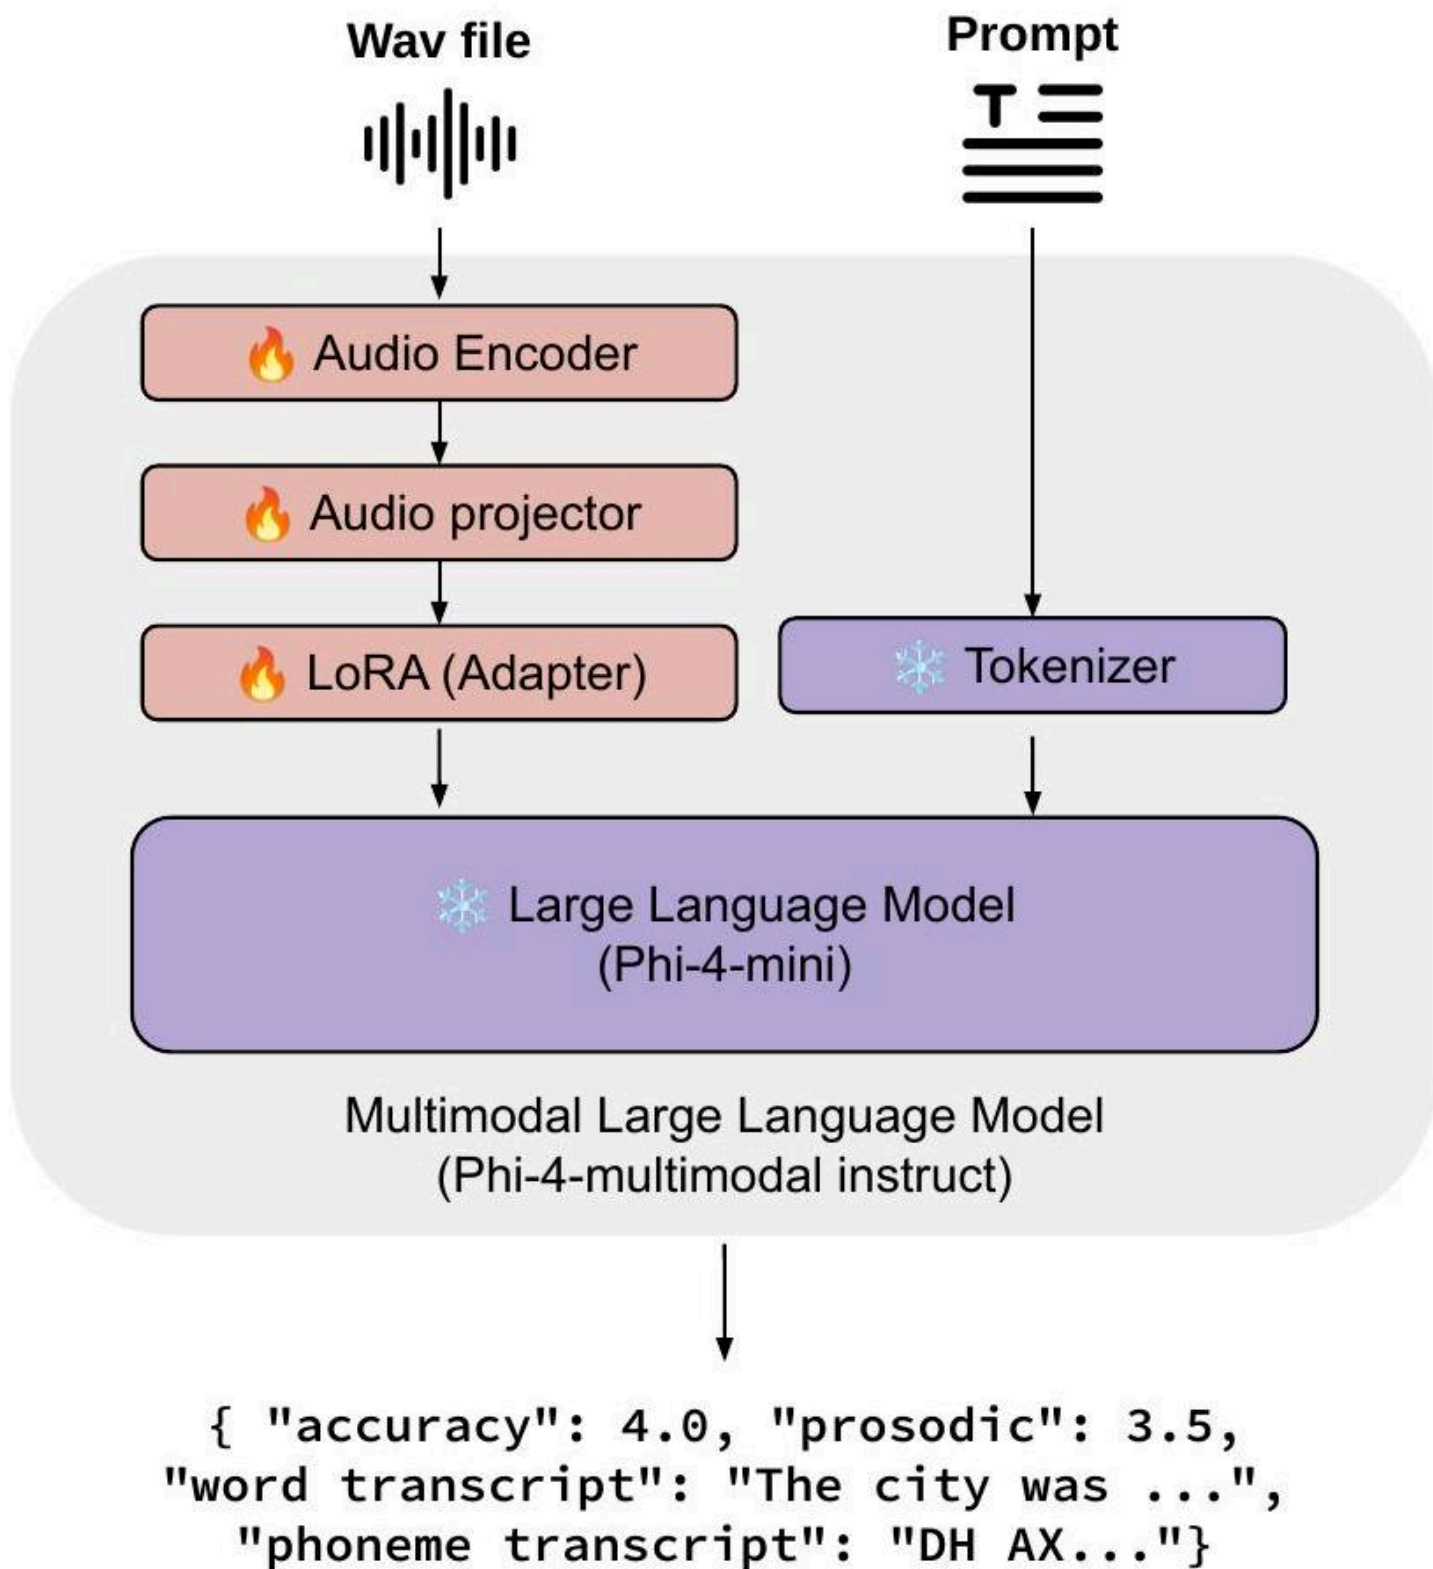 Wav file
Prompt
T
Audio Encoder
Audio projector
LoRA (Adapter)
Tokenizer
Large Language Model
(Phi-4-mini)
Multimodal Large Language Model
(Phi-4-multimodal instruct)
{ "accuracy": 4.0, "prosodic": 3.5,
"word transcript": "The city was ...",
"phoneme transcript": "DH AX..."}